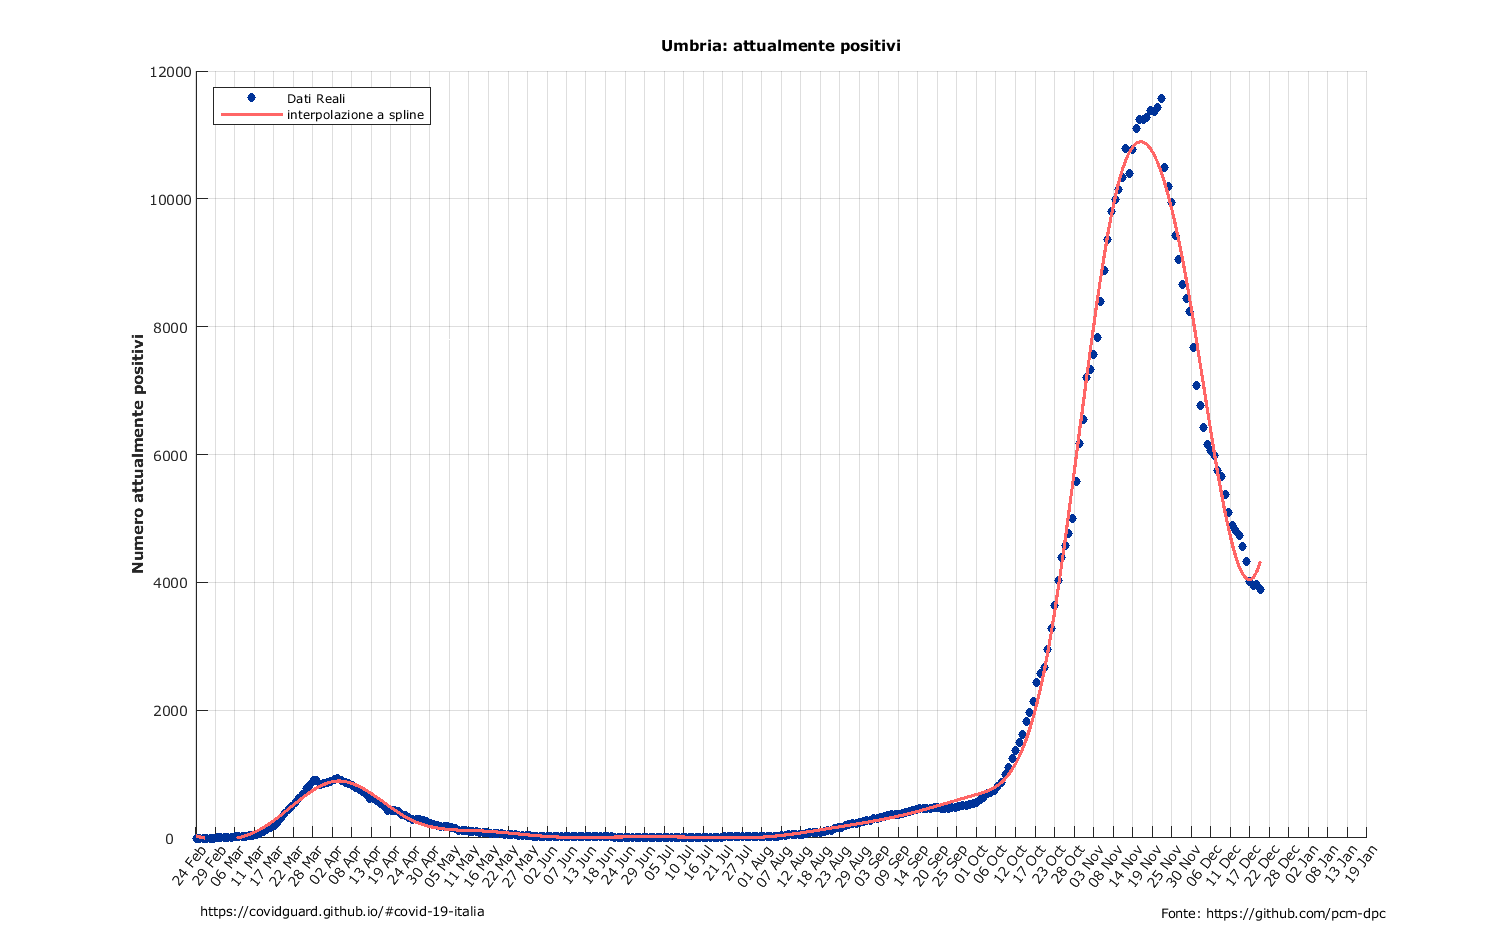 Umbria: attualmente positivi
12000
10000
8000
6000
4000
2000
0
Numero attualmente positivi
Dati Reali
interpolazione a spline
24 Feb
29 Feb
06 Mar
11 Mar
17 Mar
22 Mar
28 Mar
02 Apr
08 Apr
13 Apr
19 Apr
24 Apr
30 Apr
05 May
11 May
16 May
22 May
27 May
02 Jun
07 Jun
13 Jun
18 Jun
24 Jun
29 Jun
05 Jul
10 Jul
16 Jul
21 Jul
27 Jul
01 Aug
07 Aug
12 Aug
18 Aug
23 Aug
29 Aug
03 Sep
09 Sep
14 Sep
20 Sep
25 Sep
01 Oct
06 Oct
12 Oct
17 Oct
23 Oct
28 Oct
03 Nov
08 Nov
14 Nov
19 Nov
25 Nov
30 Nov
06 Dec
11 Dec
17 Dec
22 Dec
28 Dec
02 Jan
08 Jan
13 Jan
19 Jan
https://covidguard.github.io/#covid-19-italia
Fonte: https://github.com/pcm-dpc